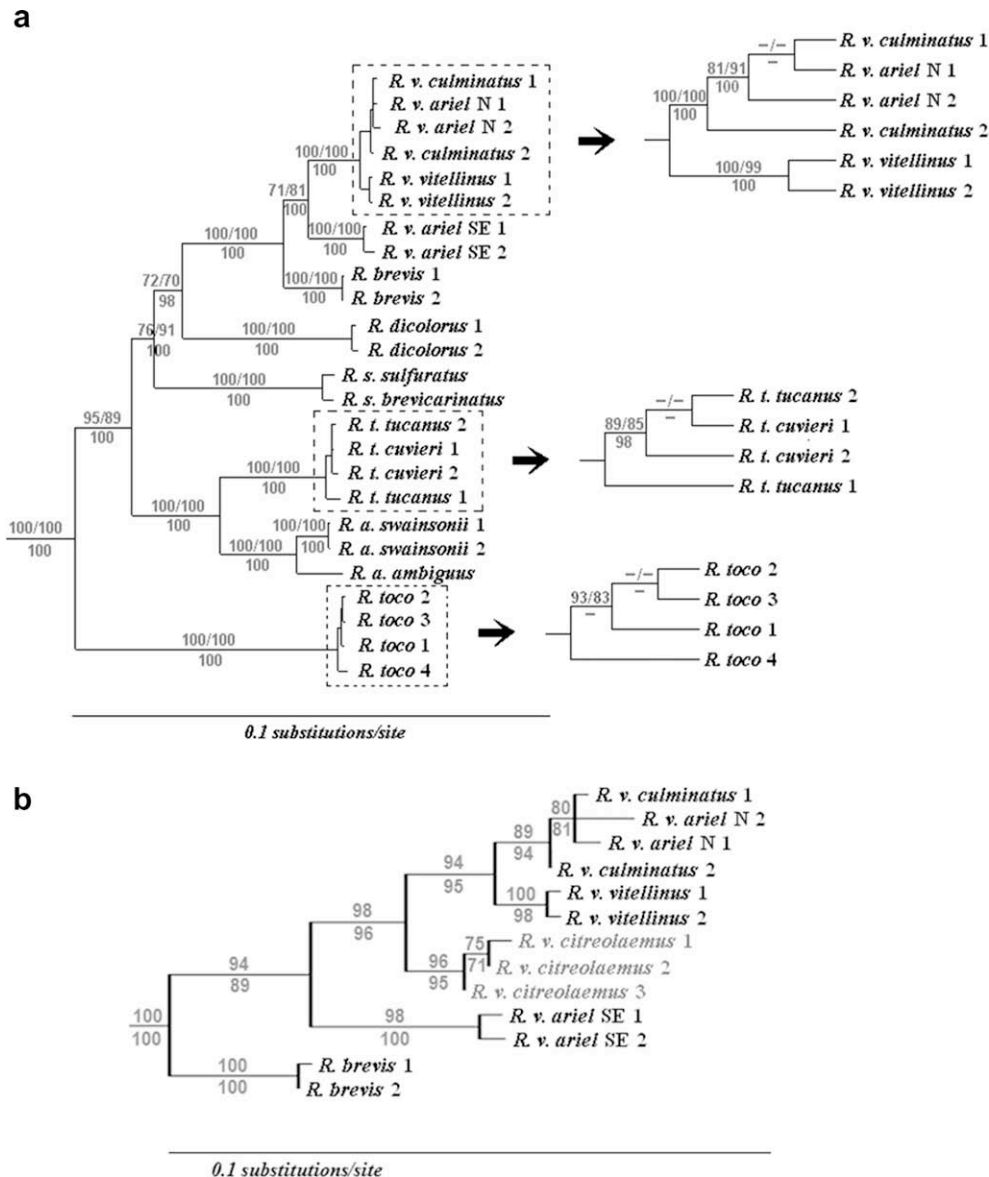 a
R. v. culminatus 1
R. v. ariel N 1
R. v. ariel N 2
R. v. culminatus 2
R. v. vitellinus 1
R. v. vitellinus 2
R. v. ariel SE 1
R. v. ariel SE 2
R. brevis 1
R. brevis 2
R. dicolorus 1
R. dicolorus 2
R. s. sulfuratus
R. s. brevicarinatus
R. t. tucanus 2
R. t. cuvieri 1
R. t. cuvieri 2
R. t. tucanus 1
R. a. swainsonii 1
R. a. swainsonii 2
R. a. ambiguus
R. toco 2
R. toco 3
R. toco 1
R. toco 4
100/100
100
71/81
100
100/100
100
100/100
100
100/100
100
72/70
98
100/100
100
76/91
100
100/100
100
95/89
100
100/100
100
100/100
100
100/100
100
100/100
100
100/100
100
100/100
100
0.1 substitutions/site
–/–
–
81/91
100
100/100
100
100/99
100
R. v. culminatus 1
R. v. ariel N 1
R. v. ariel N 2
R. v. culminatus 2
R. v. vitellinus 1
R. v. vitellinus 2
–/–
–
89/85
98
R. t. tucanus 2
R. t. cuvieri 1
R. t. cuvieri 2
R. t. tucanus 1
–/–
–
93/83
–
R. toco 2
R. toco 3
R. toco 1
R. toco 4
b
R. v. culminatus 1
R. v. ariel N 2
R. v. ariel N 1
R. v. culminatus 2
R. v. vitellinus 1
R. v. vitellinus 2
R. v. citreolaemus 1
R. v. citreolaemus 2
R. v. citreolaemus 3
R. v. ariel SE 1
R. v. ariel SE 2
R. brevis 1
R. brevis 2
80
81
89
94
94
95
100
98
98
96
75
71
96
95
94
89
98
100
100
100
100
100
0.1 substitutions/site